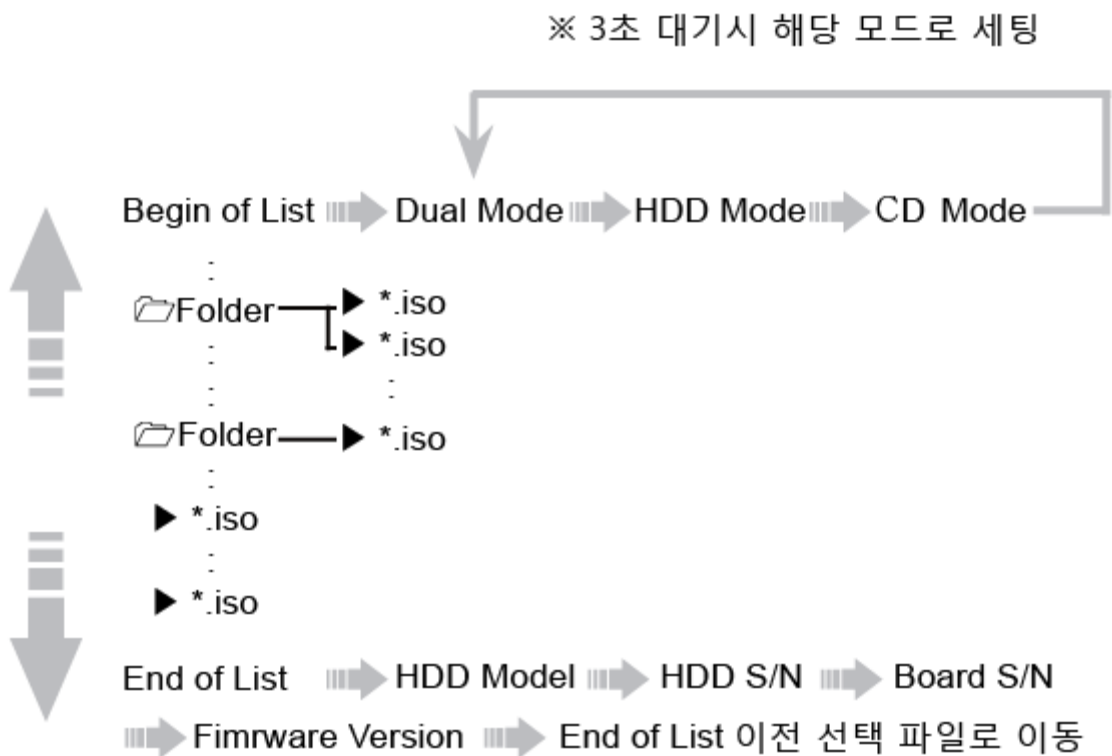 ※ 3초 대기시 해당 모드로 세팅
Begin of List Dual Mode HDD Mode CD Mode
:
Folder ▶ *.iso
▶ *.iso
:
:
:
Folder ▶ *.iso
:
▶ *.iso
:
▶ *.iso
End of List HDD Model HDD S/N Board S/N
Fimrware Version End of List 이전 선택 파일로 이동